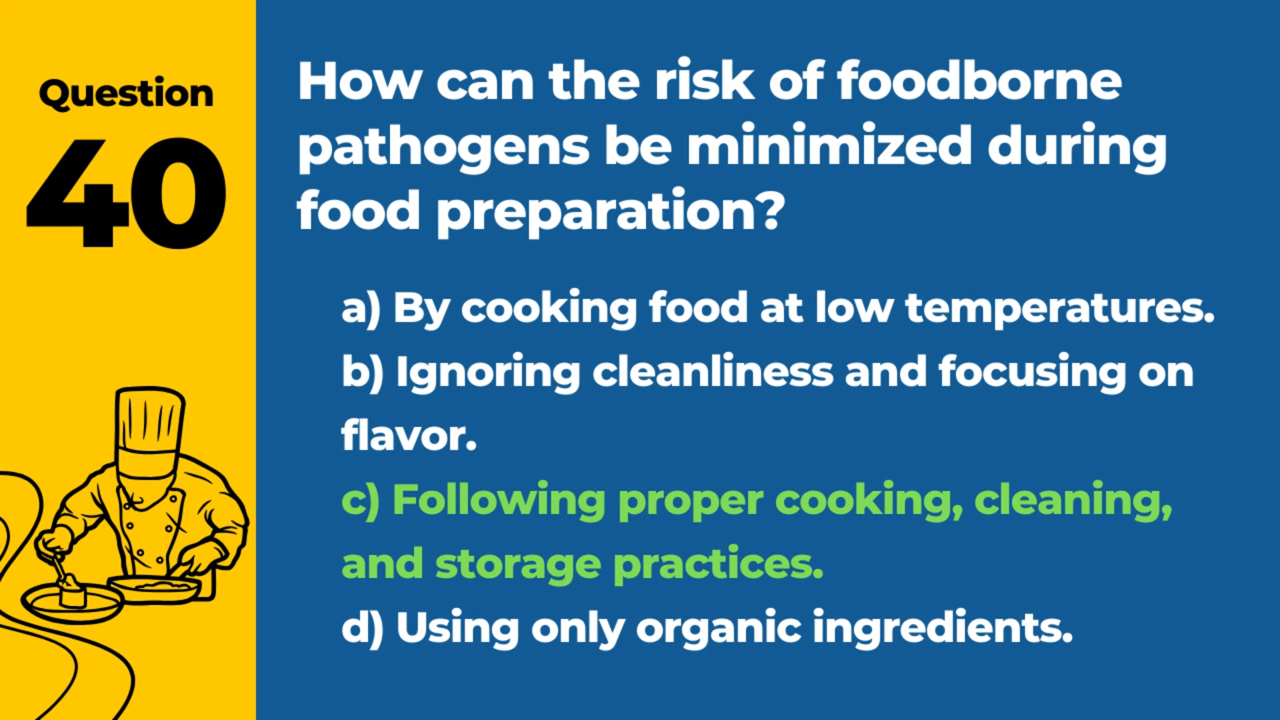 Question
40
How can the risk of foodborne
pathogens be minimized during
food preparation?
a) By cooking food at low temperatures.
b) Ignoring cleanliness and focusing on
flavor.
c) Following proper cooking, cleaning,
and storage practices.
d) Using only organic ingredients.